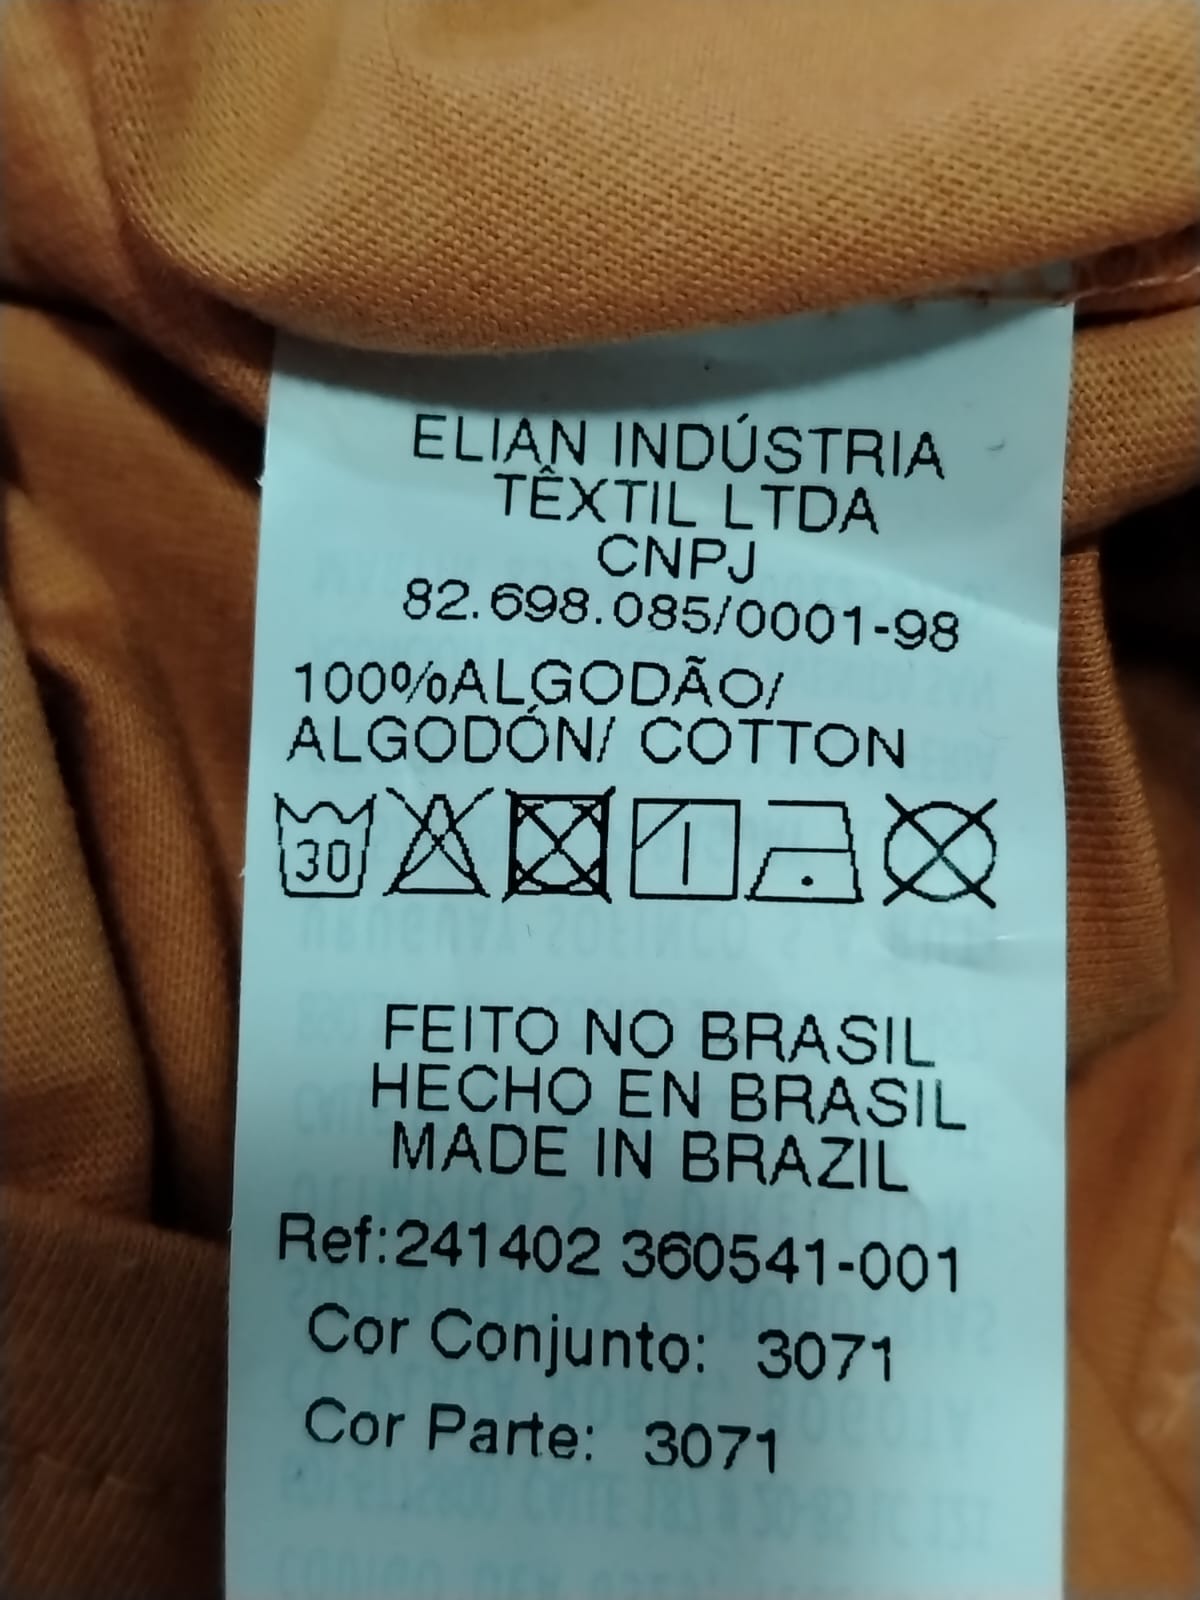 ELIAN INDÚSTRIA
TÊXTIL LTDA
CNPJ
82.698.085/0001-98
100%ALGODÃO/
ALGODÓN/ COTTON
30
FEITO NO BRASIL
HECHO EN BRASIL
MADE IN BRAZIL
Ref:241402 360541-001
Cor Conjunto: 3071
Cor Parte: 3071